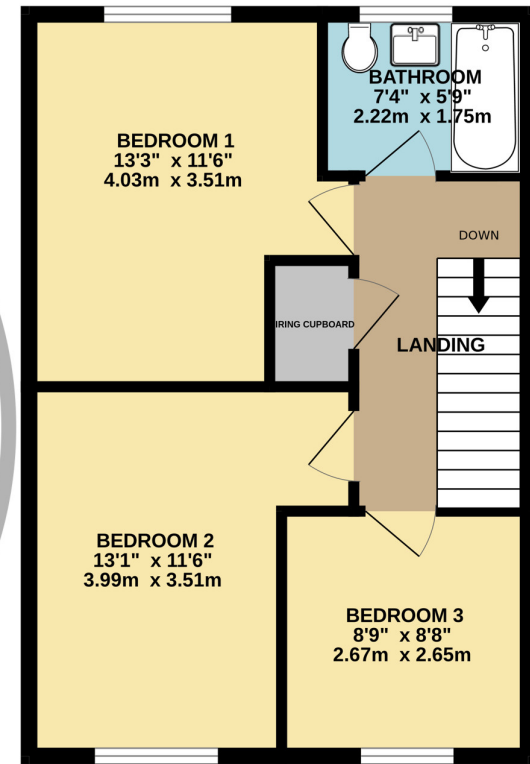 BEDROOM 1
13'3" x 11'6"
4.03m x 3.51m
BATHROOM
7'4" x 5'9"
2.22m x 1.75m
DOWN
IRING CUPBOARD
LANDING
BEDROOM 2
13'1" x 11'6"
3.99m x 3.51m
BEDROOM 3
8'9" x 8'8"
2.67m x 2.65m